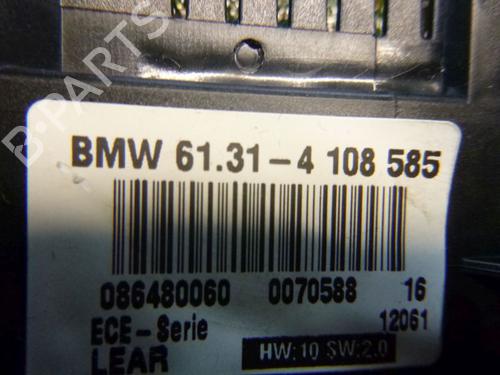 B-PARTS
BMW 61.31-4 108 585
086480060 0070588 16
ECE-Serie 12061
LEAR HW:10 SW:2.0